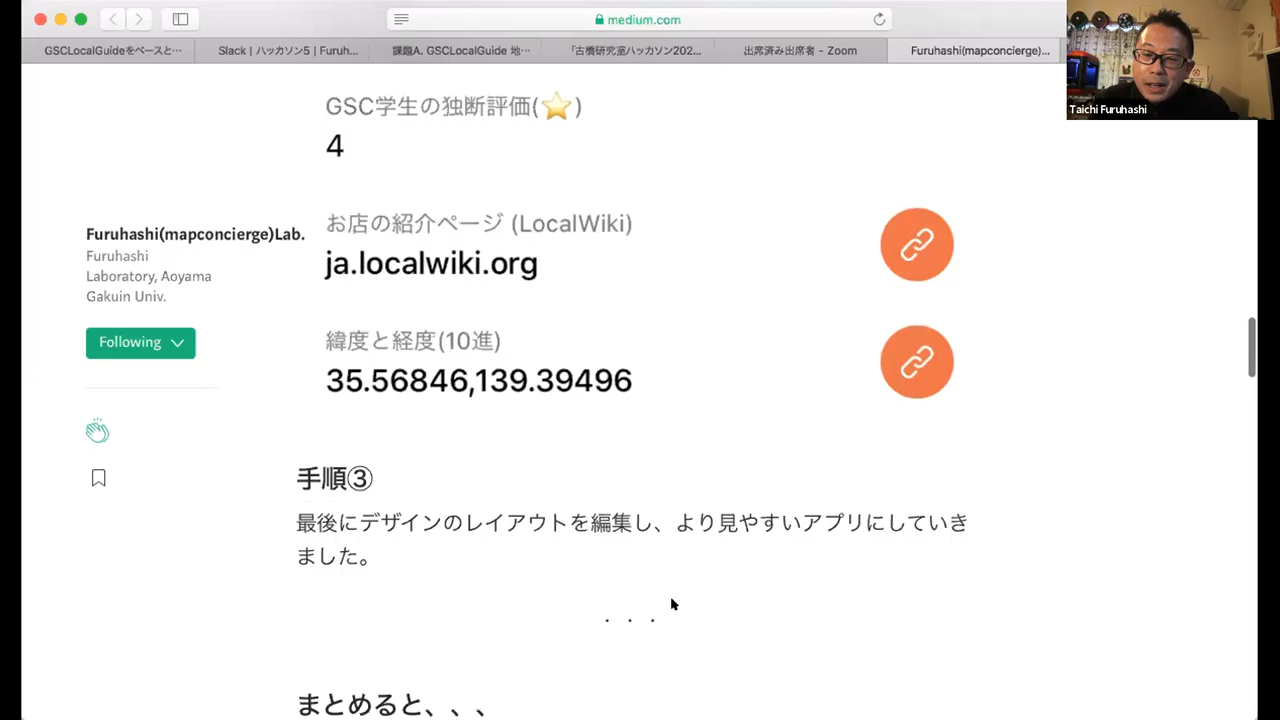 medium.com
GSCLocalGuideをベースと…
Slack | ハッカソン5 | Furuh…
課題A. GSCLocalGuide 地…
「古橋研究室ハッカソン202…
出席済み出席者 - Zoom
Furuhashi(mapconcierge)…
Taichi Furuhashi
GSC学生の独断評価(⭐)
4
お店の紹介ページ (LocalWiki)
ja.localwiki.org
緯度と経度(10進)
35.56846,139.39496
Furuhashi(mapconcierge)Lab.
Furuhashi
Laboratory, Aoyama
Gakuin Univ.
Following
手順③
最後にデザインのレイアウトを編集し、より見やすいアプリにしていき
ました。
. . .
まとめると、、、